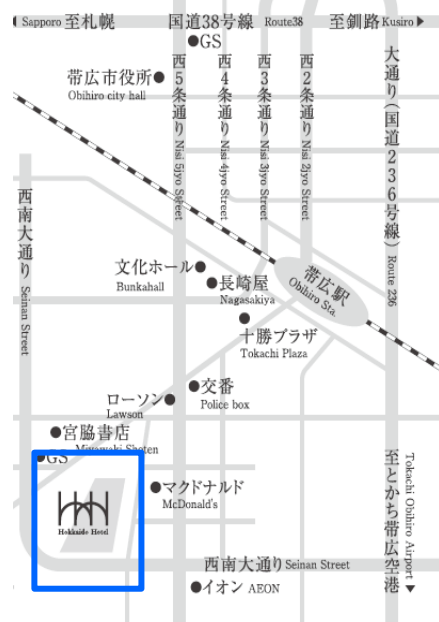 Sapporo 至札幌
国道38号線 Route38
至釧路 Kusiro
GS
帯広市役所
Obihiro city hall
西5条通り Nisi 5jyo Street
西4条通り Nisi 4jyo Street
西3条通り Nisi 3jyo Street
西2条通り Nisi 2jyo Street
大通り(国道236号線) Route 236
西南大通り Seinan Street
文化ホール
Bunkahall
長崎屋
Nagasakiya
帯広駅
Obihiro Sta.
十勝プラザ
Tokachi Plaza
交番
Police box
ローソン
Lawson
宮脇書店
Miyawaki Shoten
GS
Hokkaido Hotel
マクドナルド
McDonald's
至とかち帯広空港
Tokachi Obihiro Airport
西南大通り Seinan Street
イオン AEON